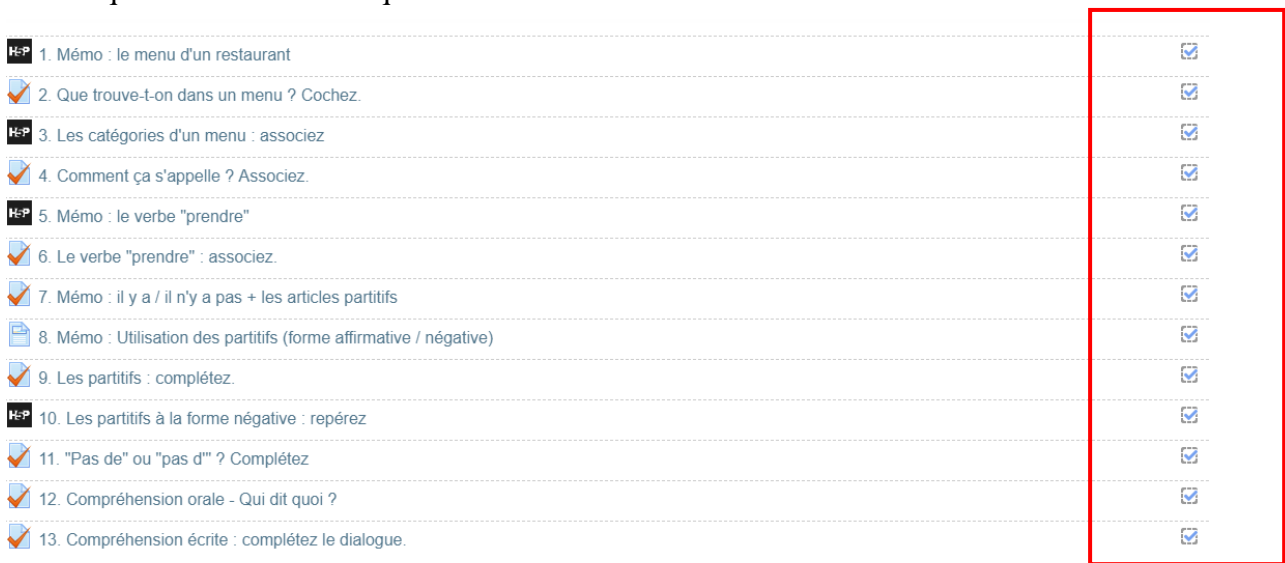 H5P 1. Mémo : le menu d'un restaurant
2. Que trouve-t-on dans un menu ? Cochez.
H5P 3. Les catégories d'un menu : associez
4. Comment ça s'appelle ? Associez.
H5P 5. Mémo : le verbe "prendre"
6. Le verbe "prendre" : associez.
7. Mémo : il y a / il n'y a pas + les articles partitifs
8. Mémo : Utilisation des partitifs (forme affirmative / négative)
9. Les partitifs : complétez.
H5P 10. Les partitifs à la forme négative : repérez
11. "Pas de" ou "pas d'" ? Complétez
12. Compréhension orale - Qui dit quoi ?
13. Compréhension écrite : complétez le dialogue.